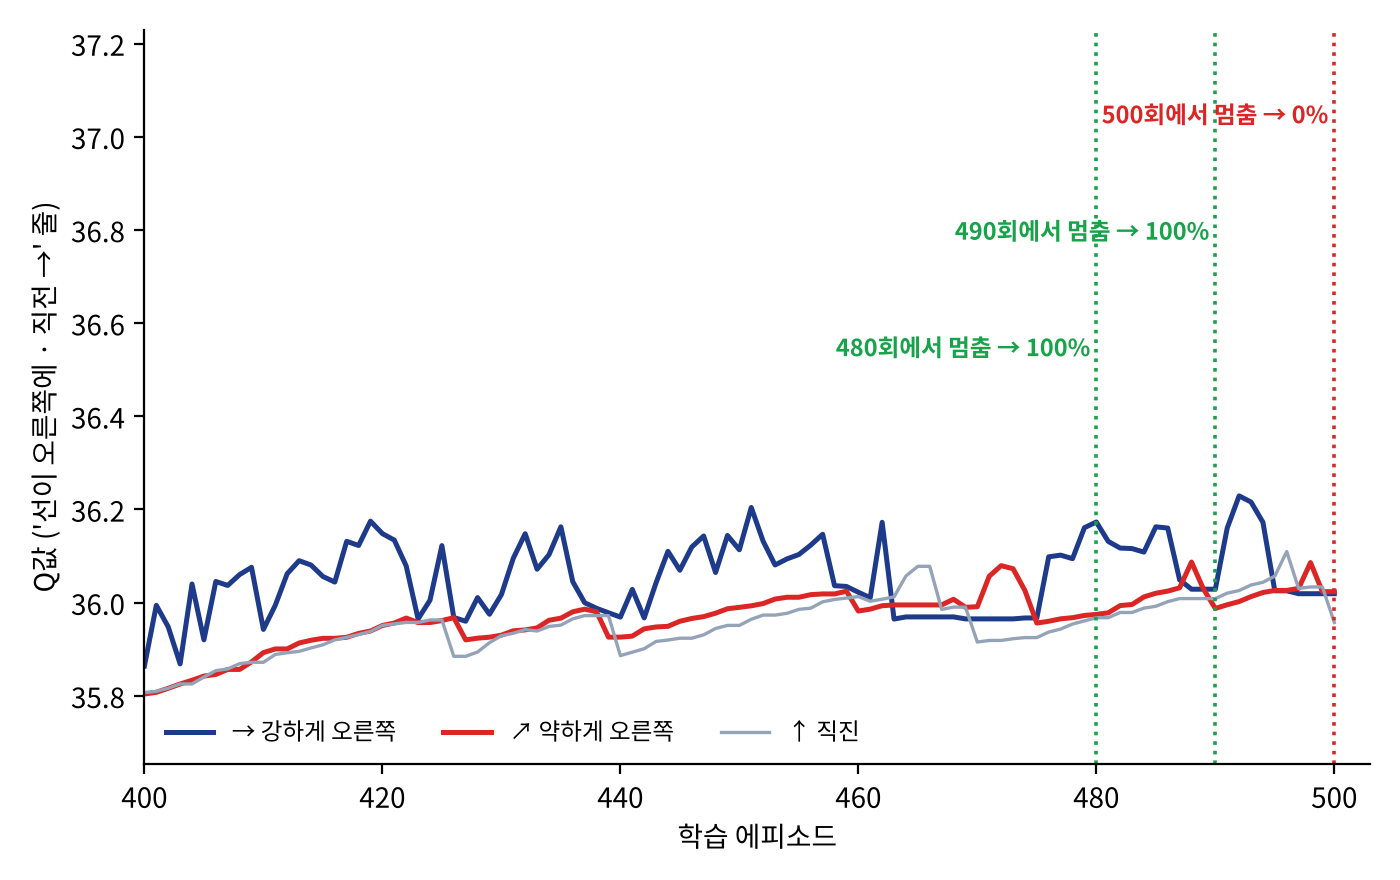 37.2
37.0
36.8
36.6
36.4
36.2
36.0
35.8
Q값 ('선이 오른쪽에 · 직전 →' 줄)
500회에서 멈춤 → 0%
490회에서 멈춤 → 100%
480회에서 멈춤 → 100%
→ 강하게 오른쪽 ↗ 약하게 오른쪽 ↑ 직진
400 420 440 460 480 500
학습 에피소드